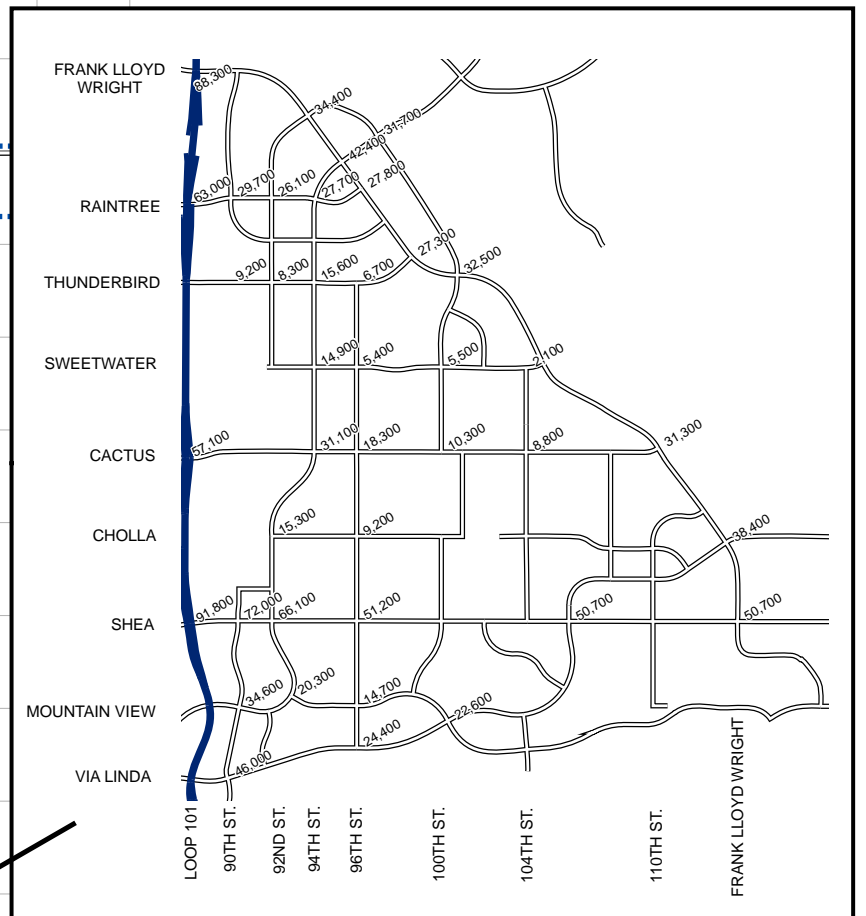 FRANK LLOYD
WRIGHT
88,300
34,400
31,700
42,400
RAINTREE
63,000
29,700
26,100
27,700
27,800
THUNDERBIRD
9,200
8,300
15,600
6,700
27,300
32,500
SWEETWATER
14,900
5,400
5,500
2,100
CACTUS
57,100
31,100
18,300
10,300
8,800
31,300
CHOLLA
15,300
9,200
38,400
SHEA
91,800
72,000
66,100
51,200
50,700
50,700
MOUNTAIN VIEW
34,600
20,300
14,700
22,600
VIA LINDA
46,000
24,400
LOOP 101
90TH ST.
92ND ST.
94TH ST.
96TH ST.
100TH ST.
104TH ST.
110TH ST.
FRANK LLOYD WRIGHT